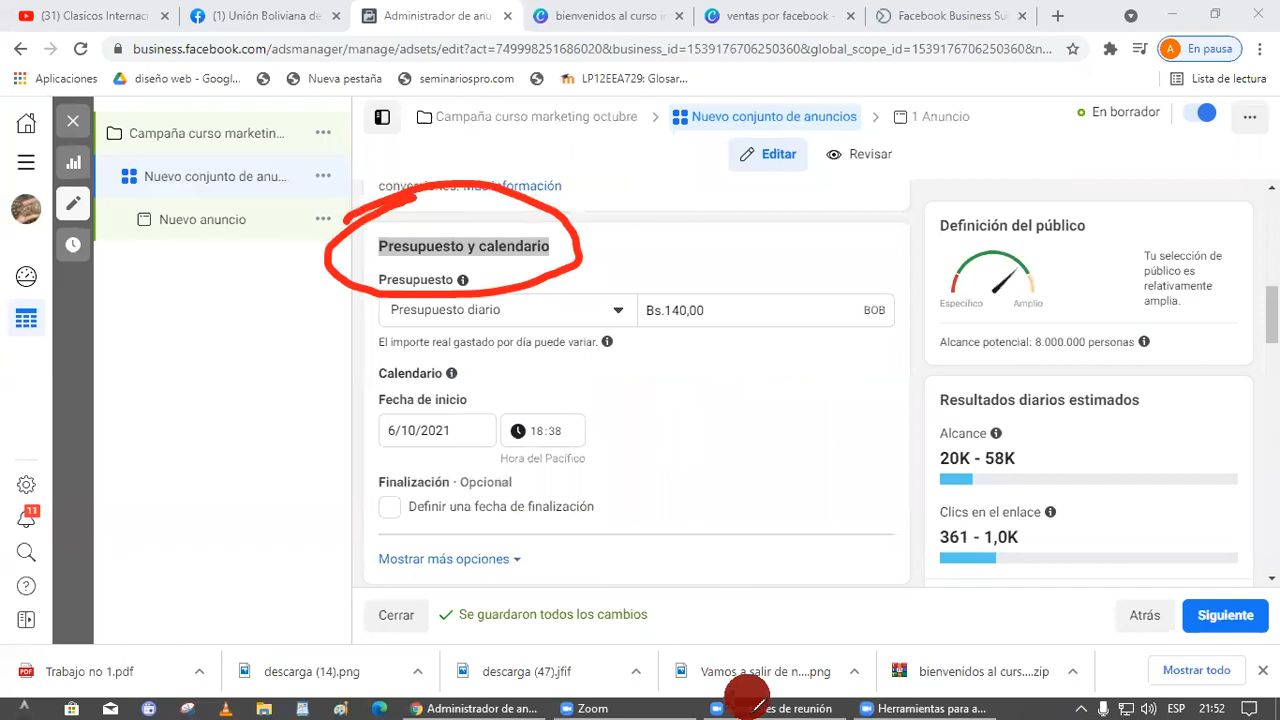 (31) Clasicos Internaci
(1) Unión Boliviana de
Administrador de anu
bienvenidos al curso i
ventas por facebook -
Facebook Business Sui
business.facebook.com/adsmanager/manage/adsets/edit?act=749998251686020&business_id=1539176706250360&global_scope_id=1539176706250360&n...
A En pausa
Aplicaciones
diseño web - Googl...
Nueva pestaña
seminariospro.com
LP12EEA729: Glosar...
Lista de lectura
Campaña curso marketin...
Nuevo conjunto de anu...
Nuevo anuncio
11
Campaña curso marketing octubre
Nuevo conjunto de anuncios
1 Anuncio
En borrador
Editar
Revisar
conversiones. Más información
Presupuesto y calendario
Presupuesto
Presupuesto diario
Bs.140,00 BOB
El importe real gastado por día puede variar.
Calendario
Fecha de inicio
6/10/2021
18:38
Hora del Pacífico
Finalización · Opcional
Definir una fecha de finalización
Mostrar más opciones
Definición del público
Específico
Amplio
Tu selección de
público es
relativamente
amplia.
Alcance potencial: 8.000.000 personas
Resultados diarios estimados
Alcance
20K - 58K
Clics en el enlace
361 - 1,0K
Cerrar
Se guardaron todos los cambios
Atrás
Siguiente
Trabajo no 1.pdf
descarga (14).png
descarga (47).jfif
Vamos a salir de n....png
bienvenidos al curs....zip
Mostrar todo
Administrador de an...
Zoom
es de reunión
Herramientas para a...
ESP
21:52